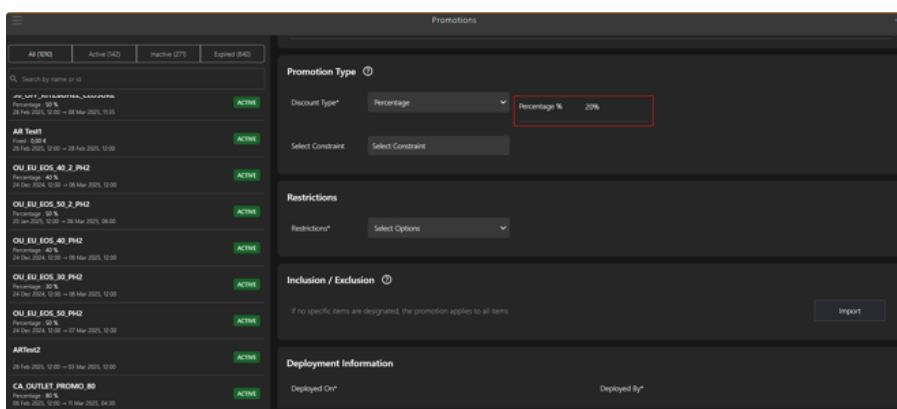 Promotions
All (1010)
Active (142)
Inactive (27)
Expired (840)
Search by name or id
Percentage : 50 %
28 Feb 2025, 12:00 → 08 Mar 2025, 11:35
ACTIVE
AR Test1
Fixed : 0,00 €
28 Feb 2025, 12:00 → 28 Feb 2025, 12:00
ACTIVE
OU_EU_EOS_40_2_PH2
Percentage : 40 %
24 Dec 2024, 12:00 → 06 Mar 2025, 12:00
ACTIVE
OU_EU_EOS_50_2_PH2
Percentage : 50 %
20 Jan 2025, 12:00 → 06 Mar 2025, 06:00
ACTIVE
OU_EU_EOS_40_PH2
Percentage : 40 %
24 Dec 2024, 12:00 → 06 Mar 2025, 12:00
ACTIVE
OU_EU_EOS_30_PH2
Percentage : 30 %
24 Dec 2024, 12:00 → 06 Mar 2025, 12:00
ACTIVE
OU_EU_EOS_50_PH2
Percentage : 50 %
24 Dec 2024, 12:00 → 07 Mar 2025, 12:00
ACTIVE
ARTest2
28 Feb 2025, 12:00 → 03 Mar 2025, 12:00
ACTIVE
CA_OUTLET_PROMO_80
Percentage : 80 %
06 Feb 2025, 12:00 → 11 Mar 2025, 04:30
ACTIVE
Promotion Type
Discount Type*
Percentage
Percentage %
20%
Select Constraint
Select Constraint
Restrictions
Restrictions*
Select Options
Inclusion / Exclusion
If no specific items are designated, the promotion applies to all items
Import
Deployment Information
Deployed On*
Deployed By*